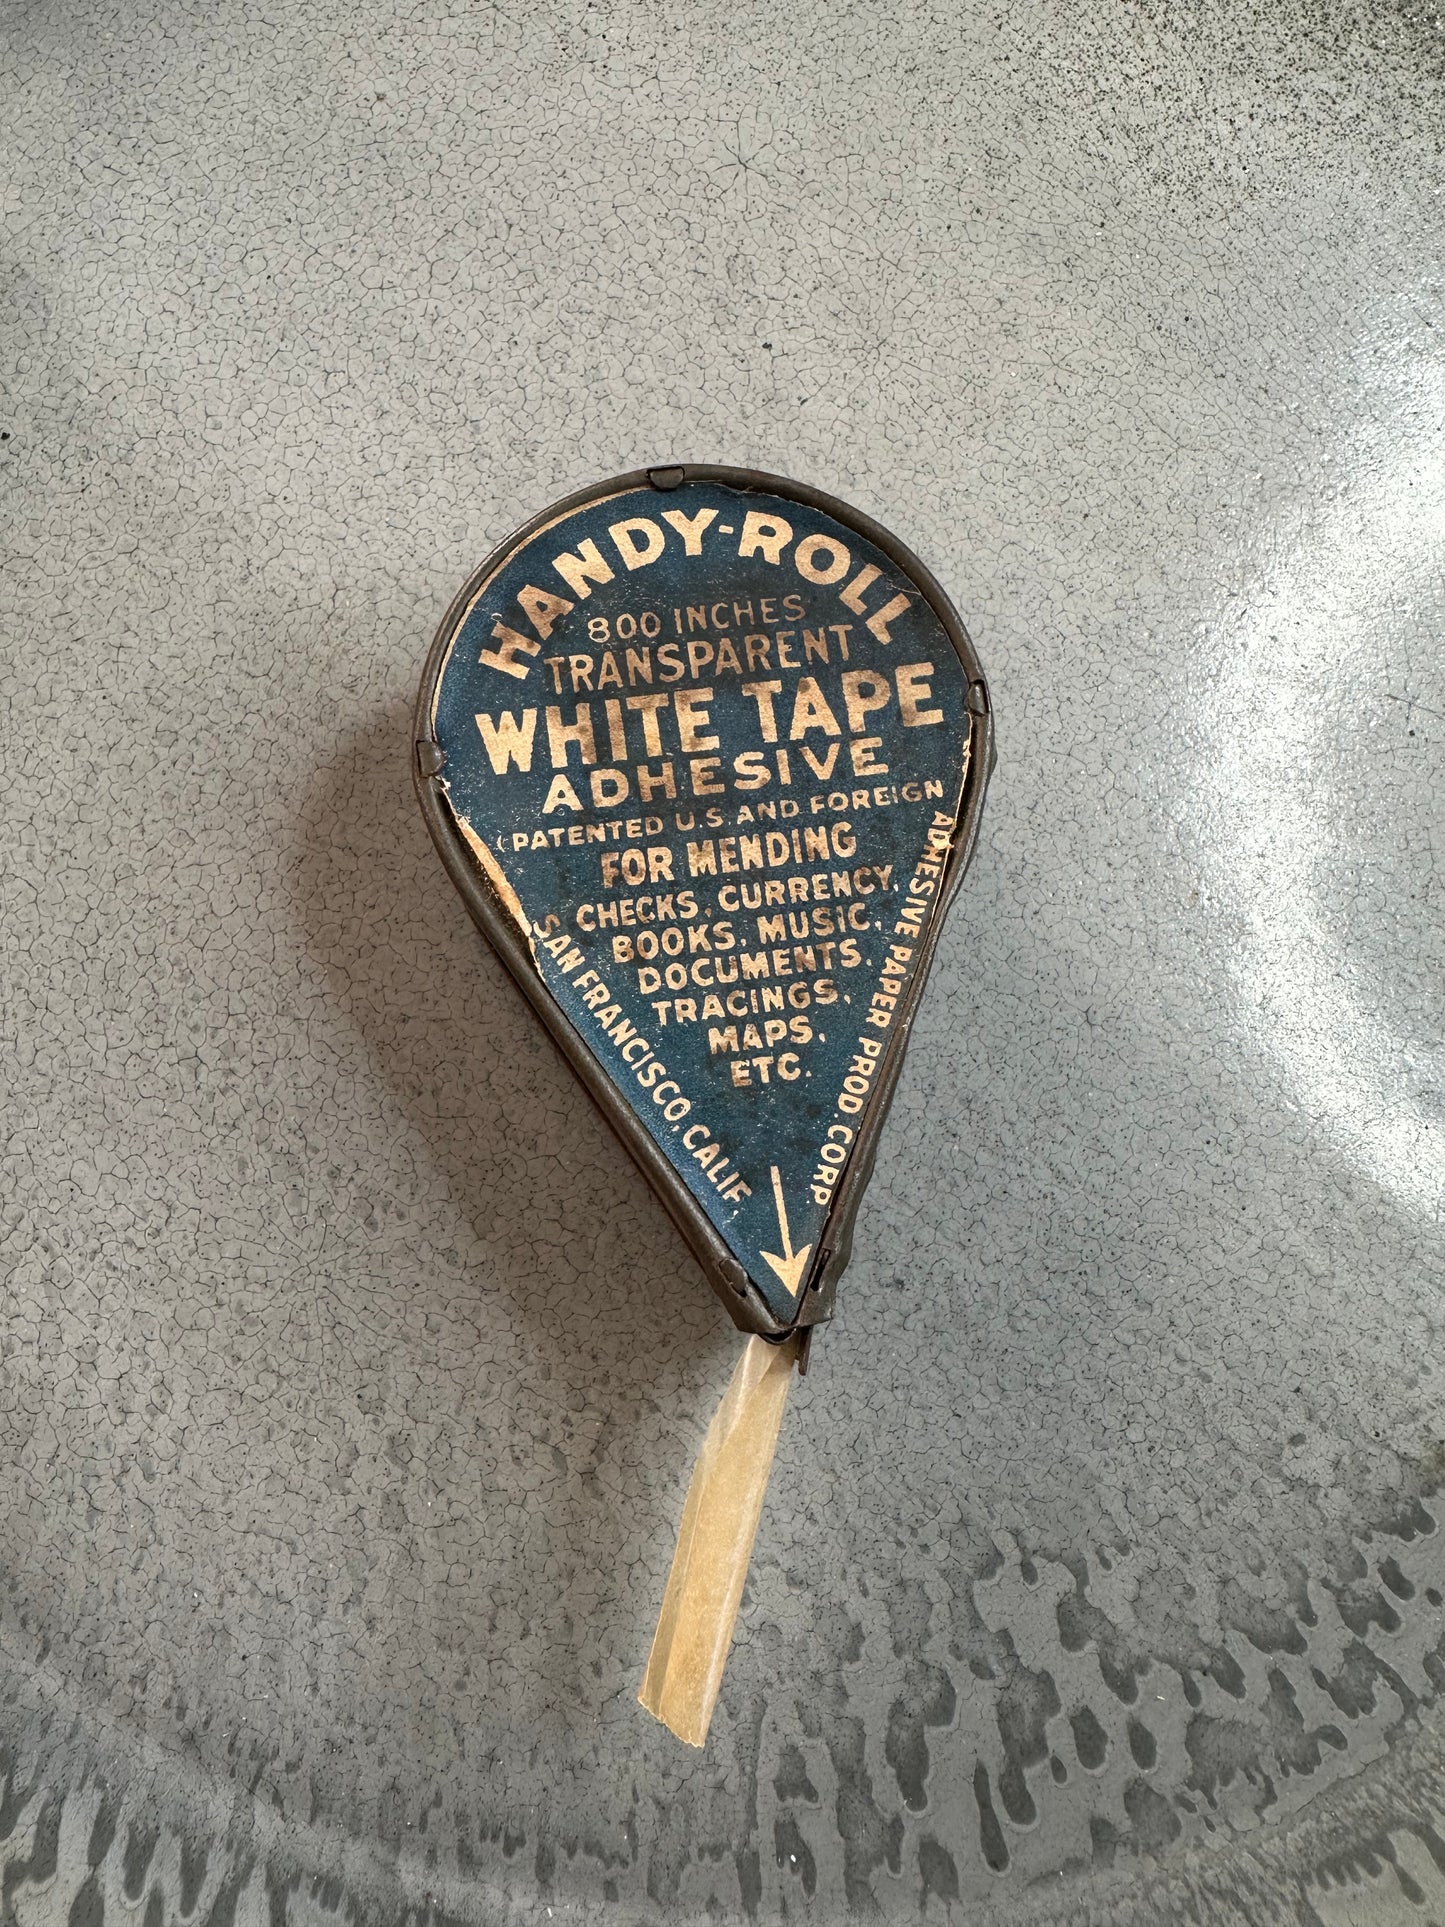 HANDY-ROLL
800 INCHES
TRANSPARENT
WHITE TAPE
ADHESIVE
(PATENTED U.S. AND FOREIGN
FOR MENDING
CHECKS, CURRENCY,
BOOKS, MUSIC,
DOCUMENTS,
TRACINGS,
MAPS,
ETC.
ADHESIVE PAPER PROD. CORP.
SAN FRANCISCO, CALIF.